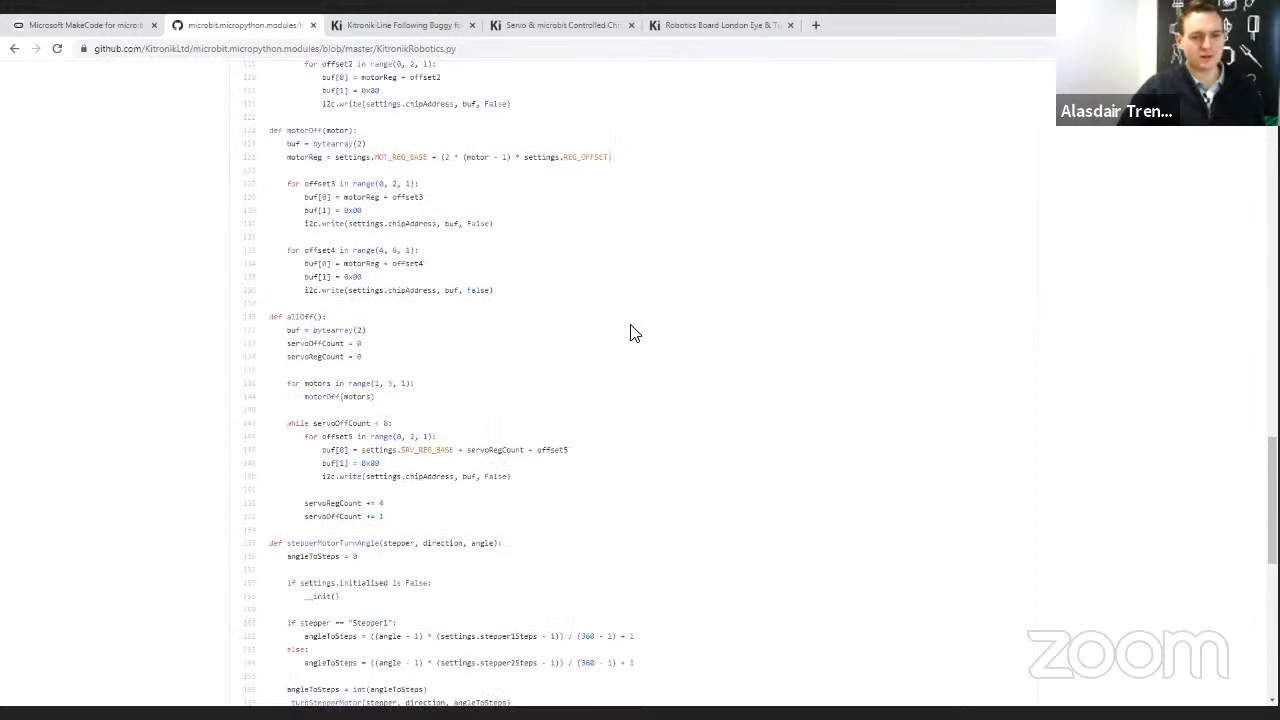 Microsoft MakeCode for micro:b
microbit.micropython.modules/K
Kitronik Line Following Buggy fo
Servo & microbit Controlled Chi
Robotics Board London Eye & Tu
github.com/KitronikLtd/microbit.micropython.modules/blob/master/KitronikRobotics.py
Alasdair Tren...
for offset2 in range(0, 2, 1):
buf[0] = motorReg + offset2
buf[1] = 0x00
i2c.write(settings.chipAddress, buf, False)
def motorOff(motor):
buf = bytearray(2)
motorReg = settings.MOT_REG_BASE + (2 * (motor - 1) * settings.REG_OFFSET)
for offset3 in range(0, 2, 1):
buf[0] = motorReg + offset3
buf[1] = 0x00
i2c.write(settings.chipAddress, buf, False)
for offset4 in range(4, 6, 1):
buf[0] = motorReg + offset4
buf[1] = 0x00
i2c.write(settings.chipAddress, buf, False)
def allOff():
buf = bytearray(2)
servoOffCount = 0
servoRegCount = 0
for motors in range(1, 5, 1):
motorOff(motors)
while servoOffCount < 8:
for offset5 in range(0, 2, 1):
buf[0] = settings.SRV_REG_BASE + servoRegCount + offset5
buf[1] = 0x00
i2c.write(settings.chipAddress, buf, False)
servoRegCount += 4
servoOffCount += 1
def stepperMotorTurnAngle(stepper, direction, angle):
angleToSteps = 0
if settings.initialised is False:
__init()
if stepper == "Stepper1":
angleToSteps = ((angle - 1) * (settings.stepper1Steps - 1)) / (360 - 1) + 1
else:
angleToSteps = ((angle - 1) * (settings.stepper2Steps - 1)) / (360 - 1) + 1
angleToSteps = int(angleToSteps)
turnStepperMotor(stepper, direction, angleToSteps)
zoom